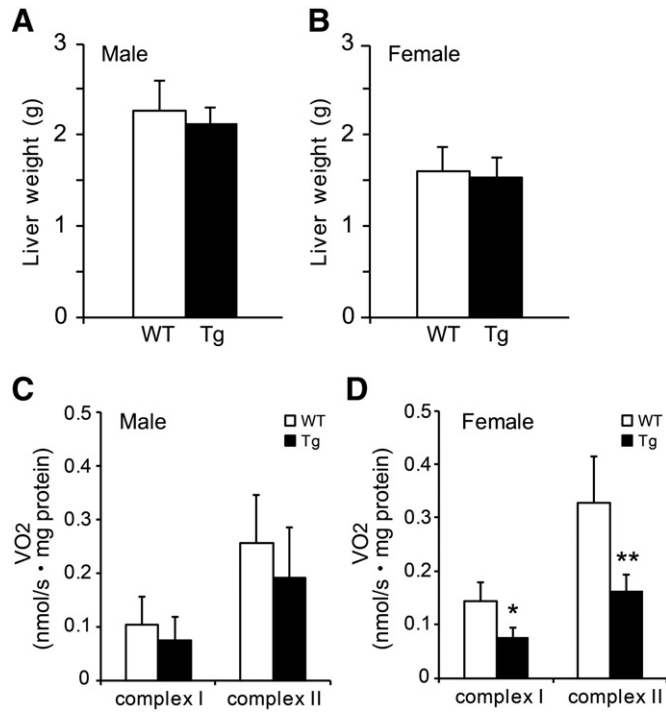 A
Male
Liver weight (g)
3
2
1
0
WT Tg
B
Female
Liver weight (g)
3
2
1
0
WT Tg
C
Male
WT
Tg
VO2
(nmol/s • mg protein)
0.5
0.4
0.3
0.2
0.1
0
complex I complex II
D
Female
WT
Tg
VO2
(nmol/s • mg protein)
0.5
0.4
0.3
0.2
0.1
0
*
**
complex I complex II